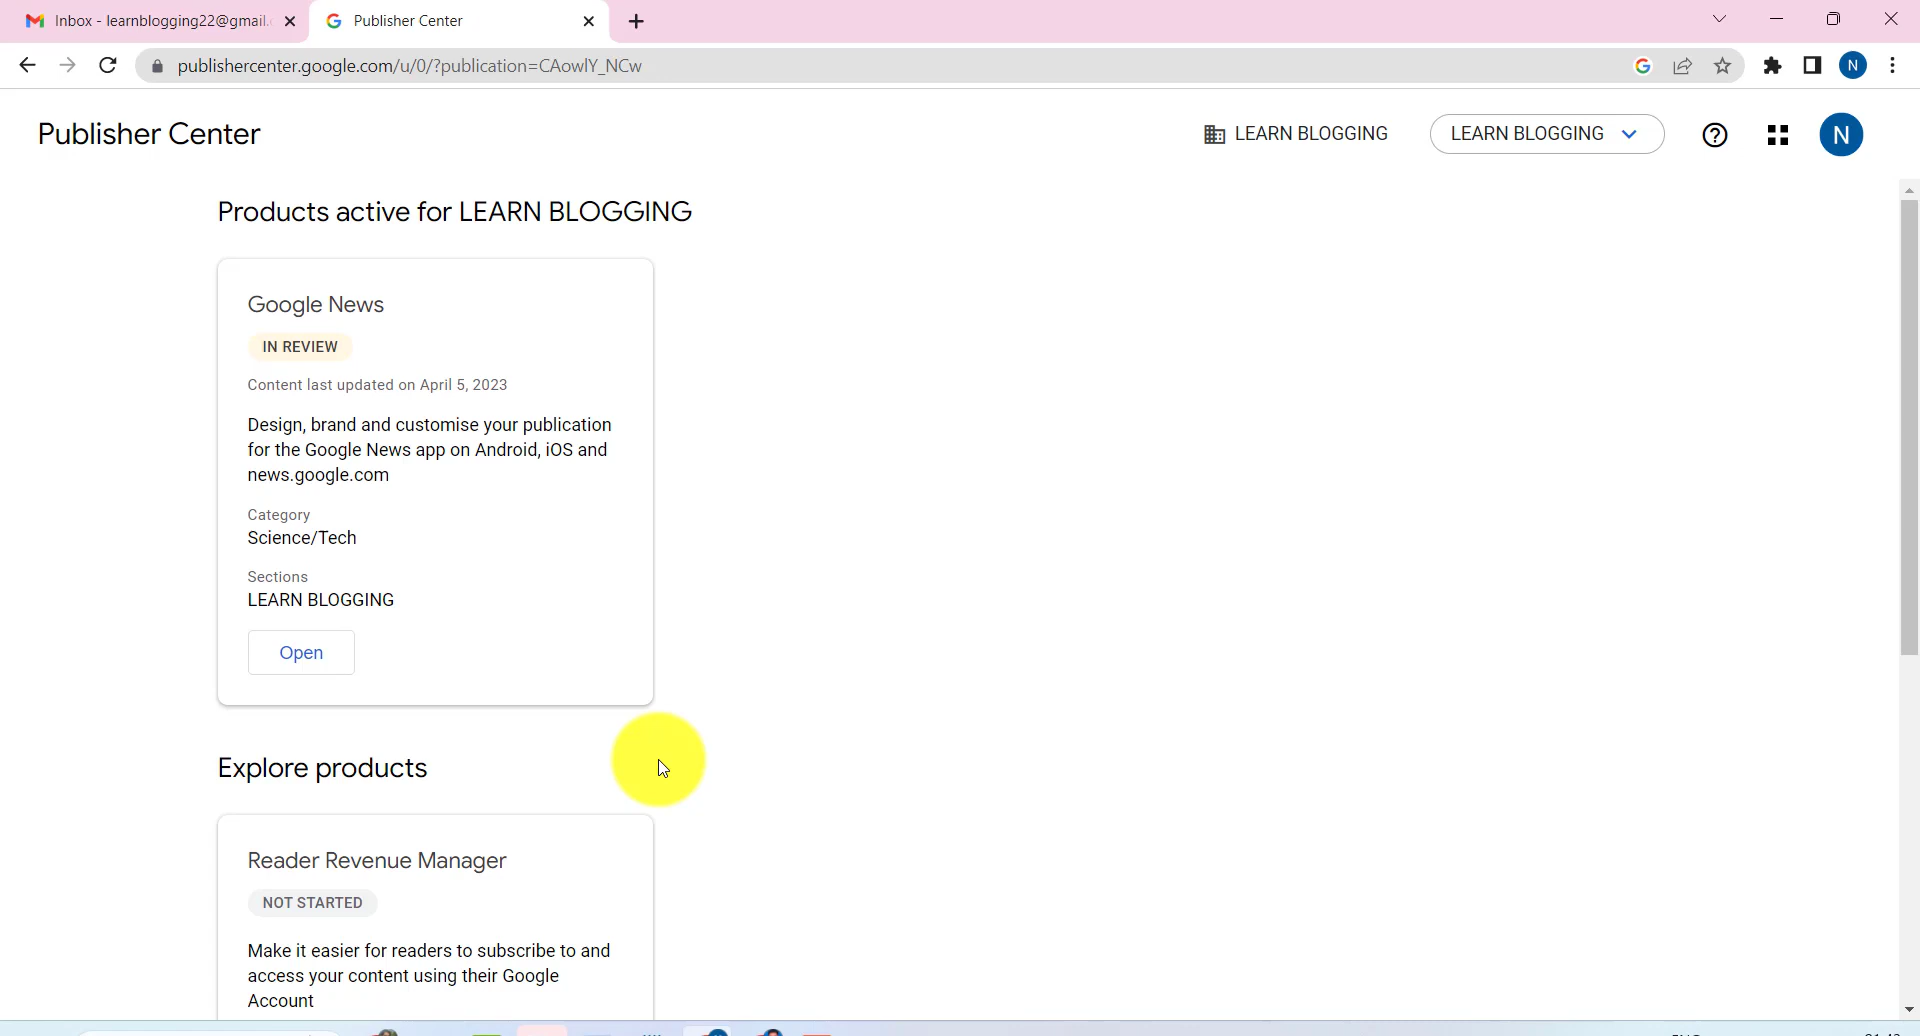 Inbox - learnblogging22@gmail.
Publisher Center
publishercenter.google.com/u/0/?publication=CAowlY_NCw
N
Publisher Center
LEARN BLOGGING
LEARN BLOGGING
N
Products active for LEARN BLOGGING
Google News
IN REVIEW
Content last updated on April 5, 2023
Design, brand and customise your publication
for the Google News app on Android, iOS and
news.google.com
Category
Science/Tech
Sections
LEARN BLOGGING
Open
Explore products
Reader Revenue Manager
NOT STARTED
Make it easier for readers to subscribe to and
access your content using their Google
Account